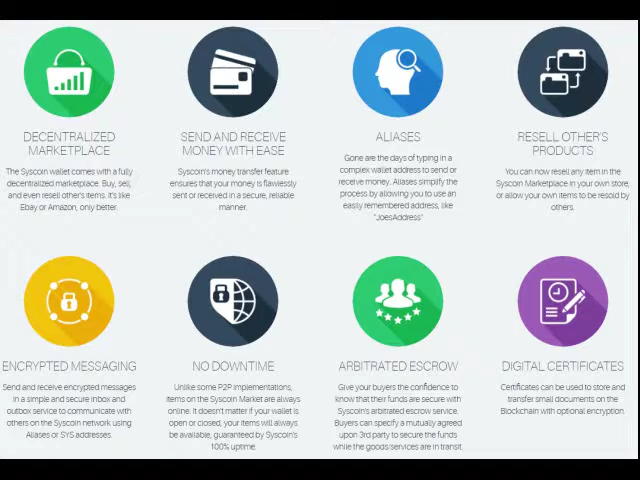 DECENTRALIZED
MARKETPLACE
The Syscoin wallet comes with a fully
decentralized marketplace. Buy, sell,
and even resell other's items. It's like
Ebay or Amazon, only better.
SEND AND RECEIVE
MONEY WITH EASE
Syscoin's money transfer feature
ensures that your money is flawlessly
sent or received in a secure, reliable
manner.
ALIASES
Gone are the days of typing in a
complex wallet address to send or
receive money. Aliases simplify the
process by allowing you to use an
easily remembered address, like
"JoesAddress"
RESELL OTHER'S
PRODUCTS
You can now resell any item in the
Syscoin Marketplace in your own store,
or allow your own items to be resold by
others.
ENCRYPTED MESSAGING
Send and receive encrypted messages
in a simple and secure inbox and
outbox service to communicate with
others on the Syscoin network using
Aliases or SYS addresses.
NO DOWNTIME
Unlike some P2P implementations,
items on the Syscoin Market are always
online. It doesn't matter if your wallet is
open or closed, your items will always
be available, guaranteed by Syscoin's
100% uptime.
ARBITRATED ESCROW
Give your buyers the confidence to
know that their funds are secure with
Syscoin's arbitrated escrow service.
Buyers can specify a mutually agreed
upon 3rd party to secure the funds
while the goods/services are in transit.
DIGITAL CERTIFICATES
Certificates can be used to store and
transfer small documents on the
Blockchain with optional encryption.